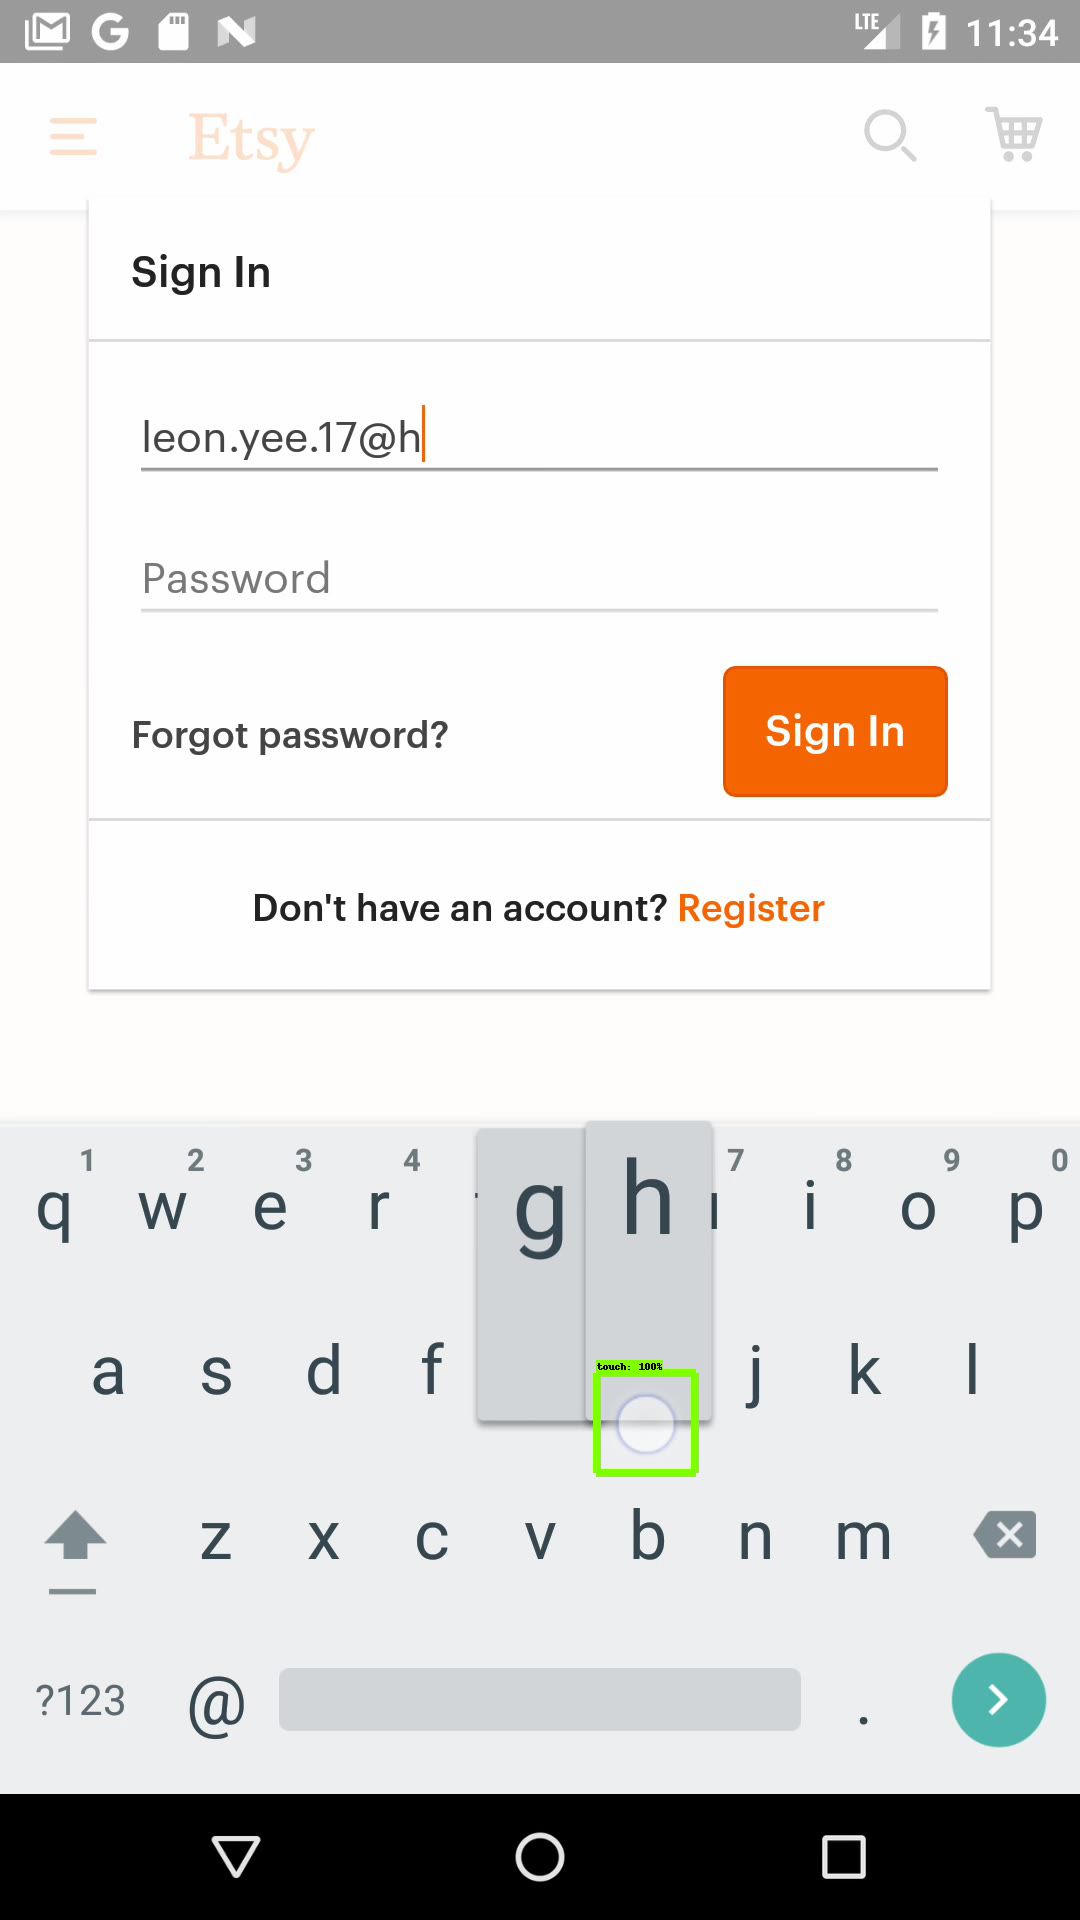 LTE 11:34
Etsy
Sign In
leon.yee.17@h
Password
Forgot password?
Sign In
Don't have an account? Register
1 2 3 4 7 8 9 0
q w e r g h i o p
a s d f j k l
touch: 100%
z x c v b n m
?123 @ .